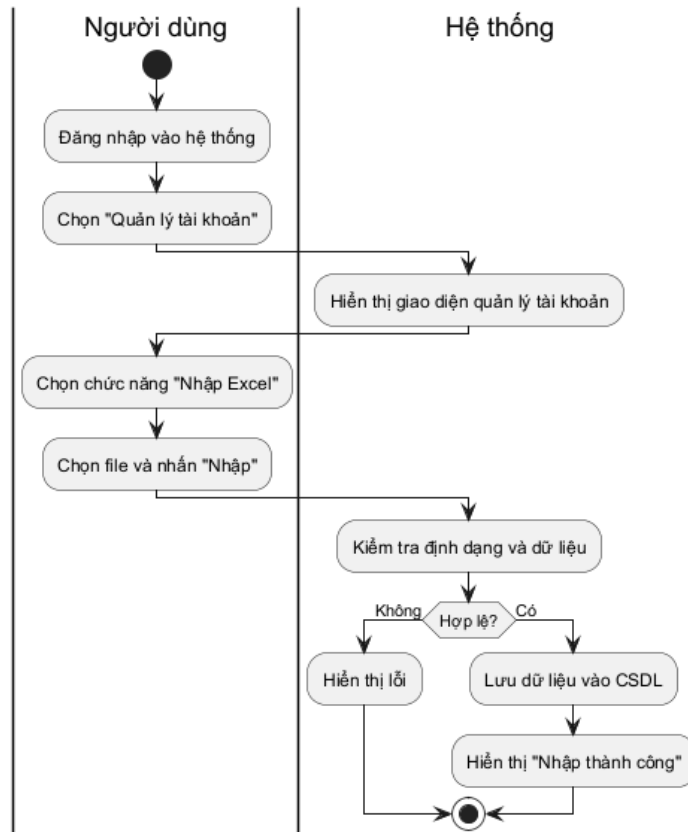 Người dùng
Hệ thống
Đăng nhập vào hệ thống
Chọn "Quản lý tài khoản"
Hiển thị giao diện quản lý tài khoản
Chọn chức năng "Nhập Excel"
Chọn file và nhấn "Nhập"
Kiểm tra định dạng và dữ liệu
Không
Hợp lệ?
Có
Hiển thị lỗi
Lưu dữ liệu vào CSDL
Hiển thị "Nhập thành công"